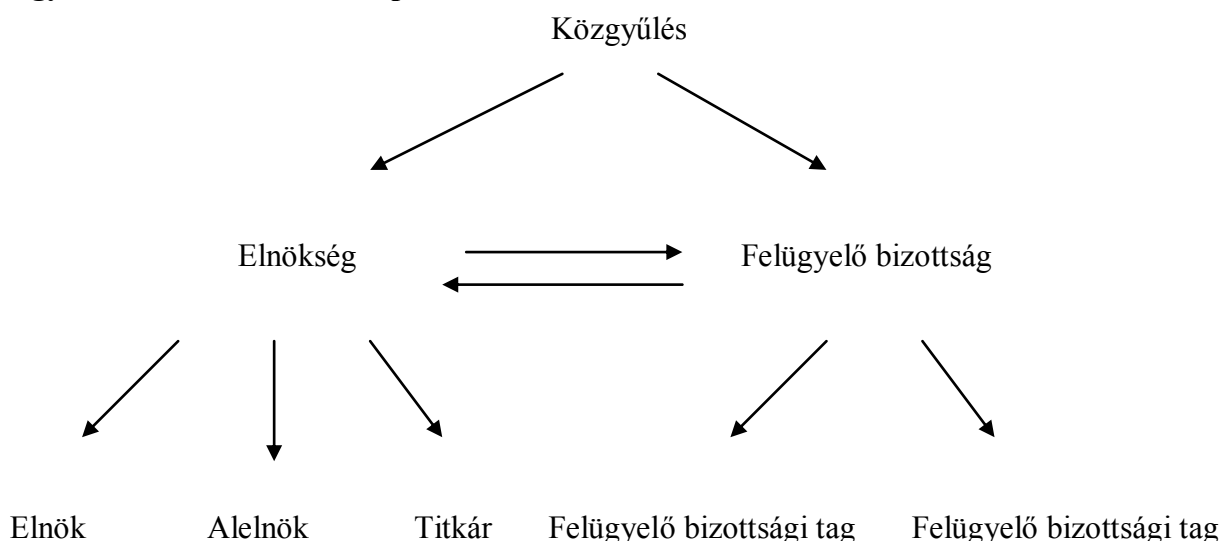 Közgyűlés
Elnökség Felügyelő bizottság
Elnök Alelnök Titkár Felügyelő bizottsági tag Felügyelő bizottsági tag